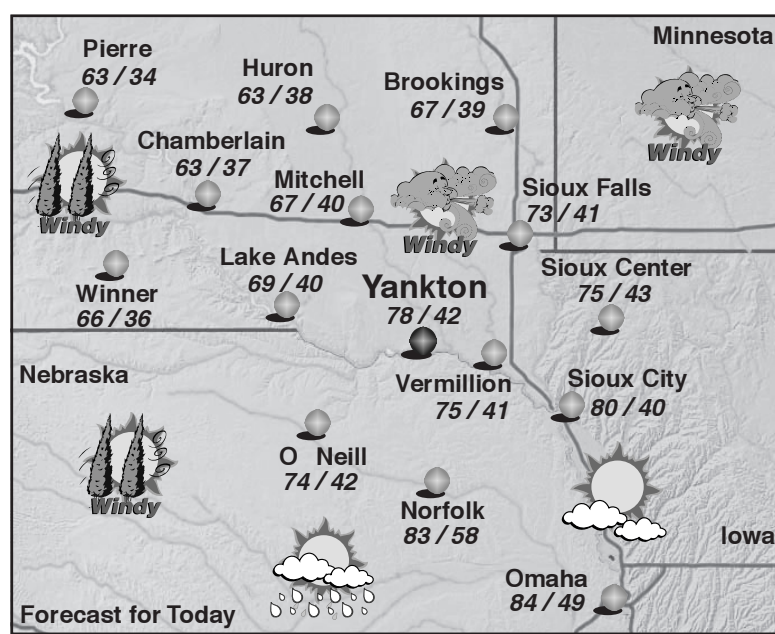 Minnesota
Pierre
63 / 34
Huron
63 / 38
Brookings
67 / 39
Windy
Chamberlain
63 / 37
Mitchell
67 / 40
Sioux Falls
73 / 41
Windy
Windy
Winner
66 / 36
Lake Andes
69 / 40
Yankton
78 / 42
Sioux Center
75 / 43
Nebraska
Vermillion
75 / 41
Sioux City
80 / 40
O Neill
74 / 42
Windy
Norfolk
83 / 58
Iowa
Omaha
84 / 49
Forecast for Today